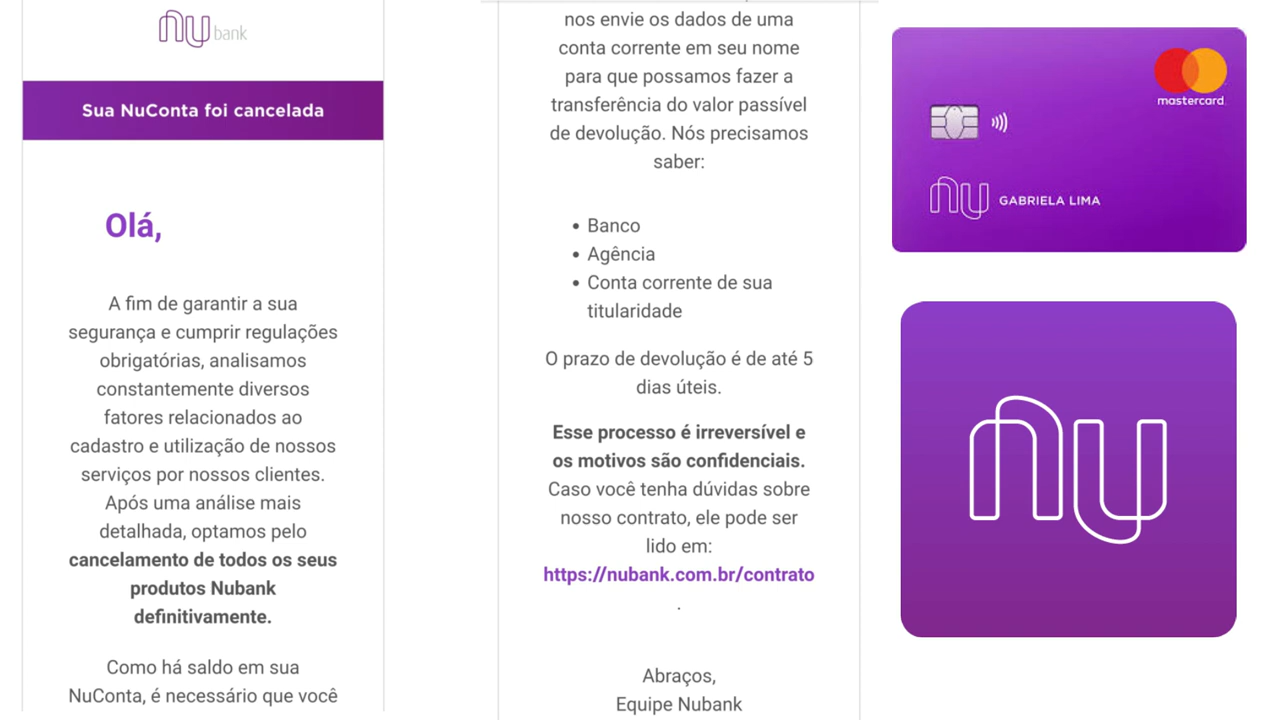 nu bank
Sua NuConta foi cancelada
Olá,
A fim de garantir a sua
segurança e cumprir regulações
obrigatórias, analisamos
constantemente diversos
fatores relacionados ao
cadastro e utilização de nossos
serviços por nossos clientes.
Após uma análise mais
detalhada, optamos pelo
cancelamento de todos os seus
produtos Nubank
definitivamente.
Como há saldo em sua
NuConta, é necessário que você
nos envie os dados de uma
conta corrente em seu nome
para que possamos fazer a
transferência do valor passível
de devolução. Nós precisamos
saber:
• Banco
• Agência
• Conta corrente de sua
titularidade
O prazo de devolução é de até 5
dias úteis.
Esse processo é irreversível e
os motivos são confidenciais.
Caso você tenha dúvidas sobre
nosso contrato, ele pode ser
lido em:
https://nubank.com.br/contrato
.
Abraços,
Equipe Nubank
mastercard.
nu GABRIELA LIMA
nu